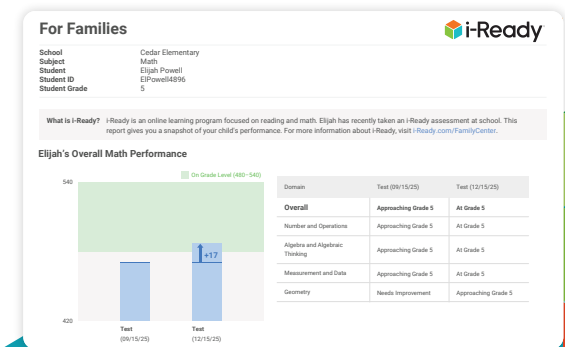 For Families
i-Ready
School Cedar Elementary
Subject Math
Student Elijah Powell
Student ID ElPowell4896
Student Grade 5
What is i-Ready? i-Ready is an online learning program focused on reading and math. Elijah has recently taken an i-Ready assessment at school. This
report gives you a snapshot of your child's performance. For more information about i-Ready, visit i-Ready.com/FamilyCenter.
Elijah's Overall Math Performance
On Grade Level (480–540)
540
+17
420
Test
(09/15/25)
Test
(12/15/25)
Domain Test (09/15/25) Test (12/15/25)
Overall Approaching Grade 5 At Grade 5
Number and Operations Approaching Grade 5 At Grade 5
Algebra and Algebraic
Thinking Approaching Grade 5 At Grade 5
Measurement and Data Approaching Grade 5 At Grade 5
Geometry Needs Improvement Approaching Grade 5